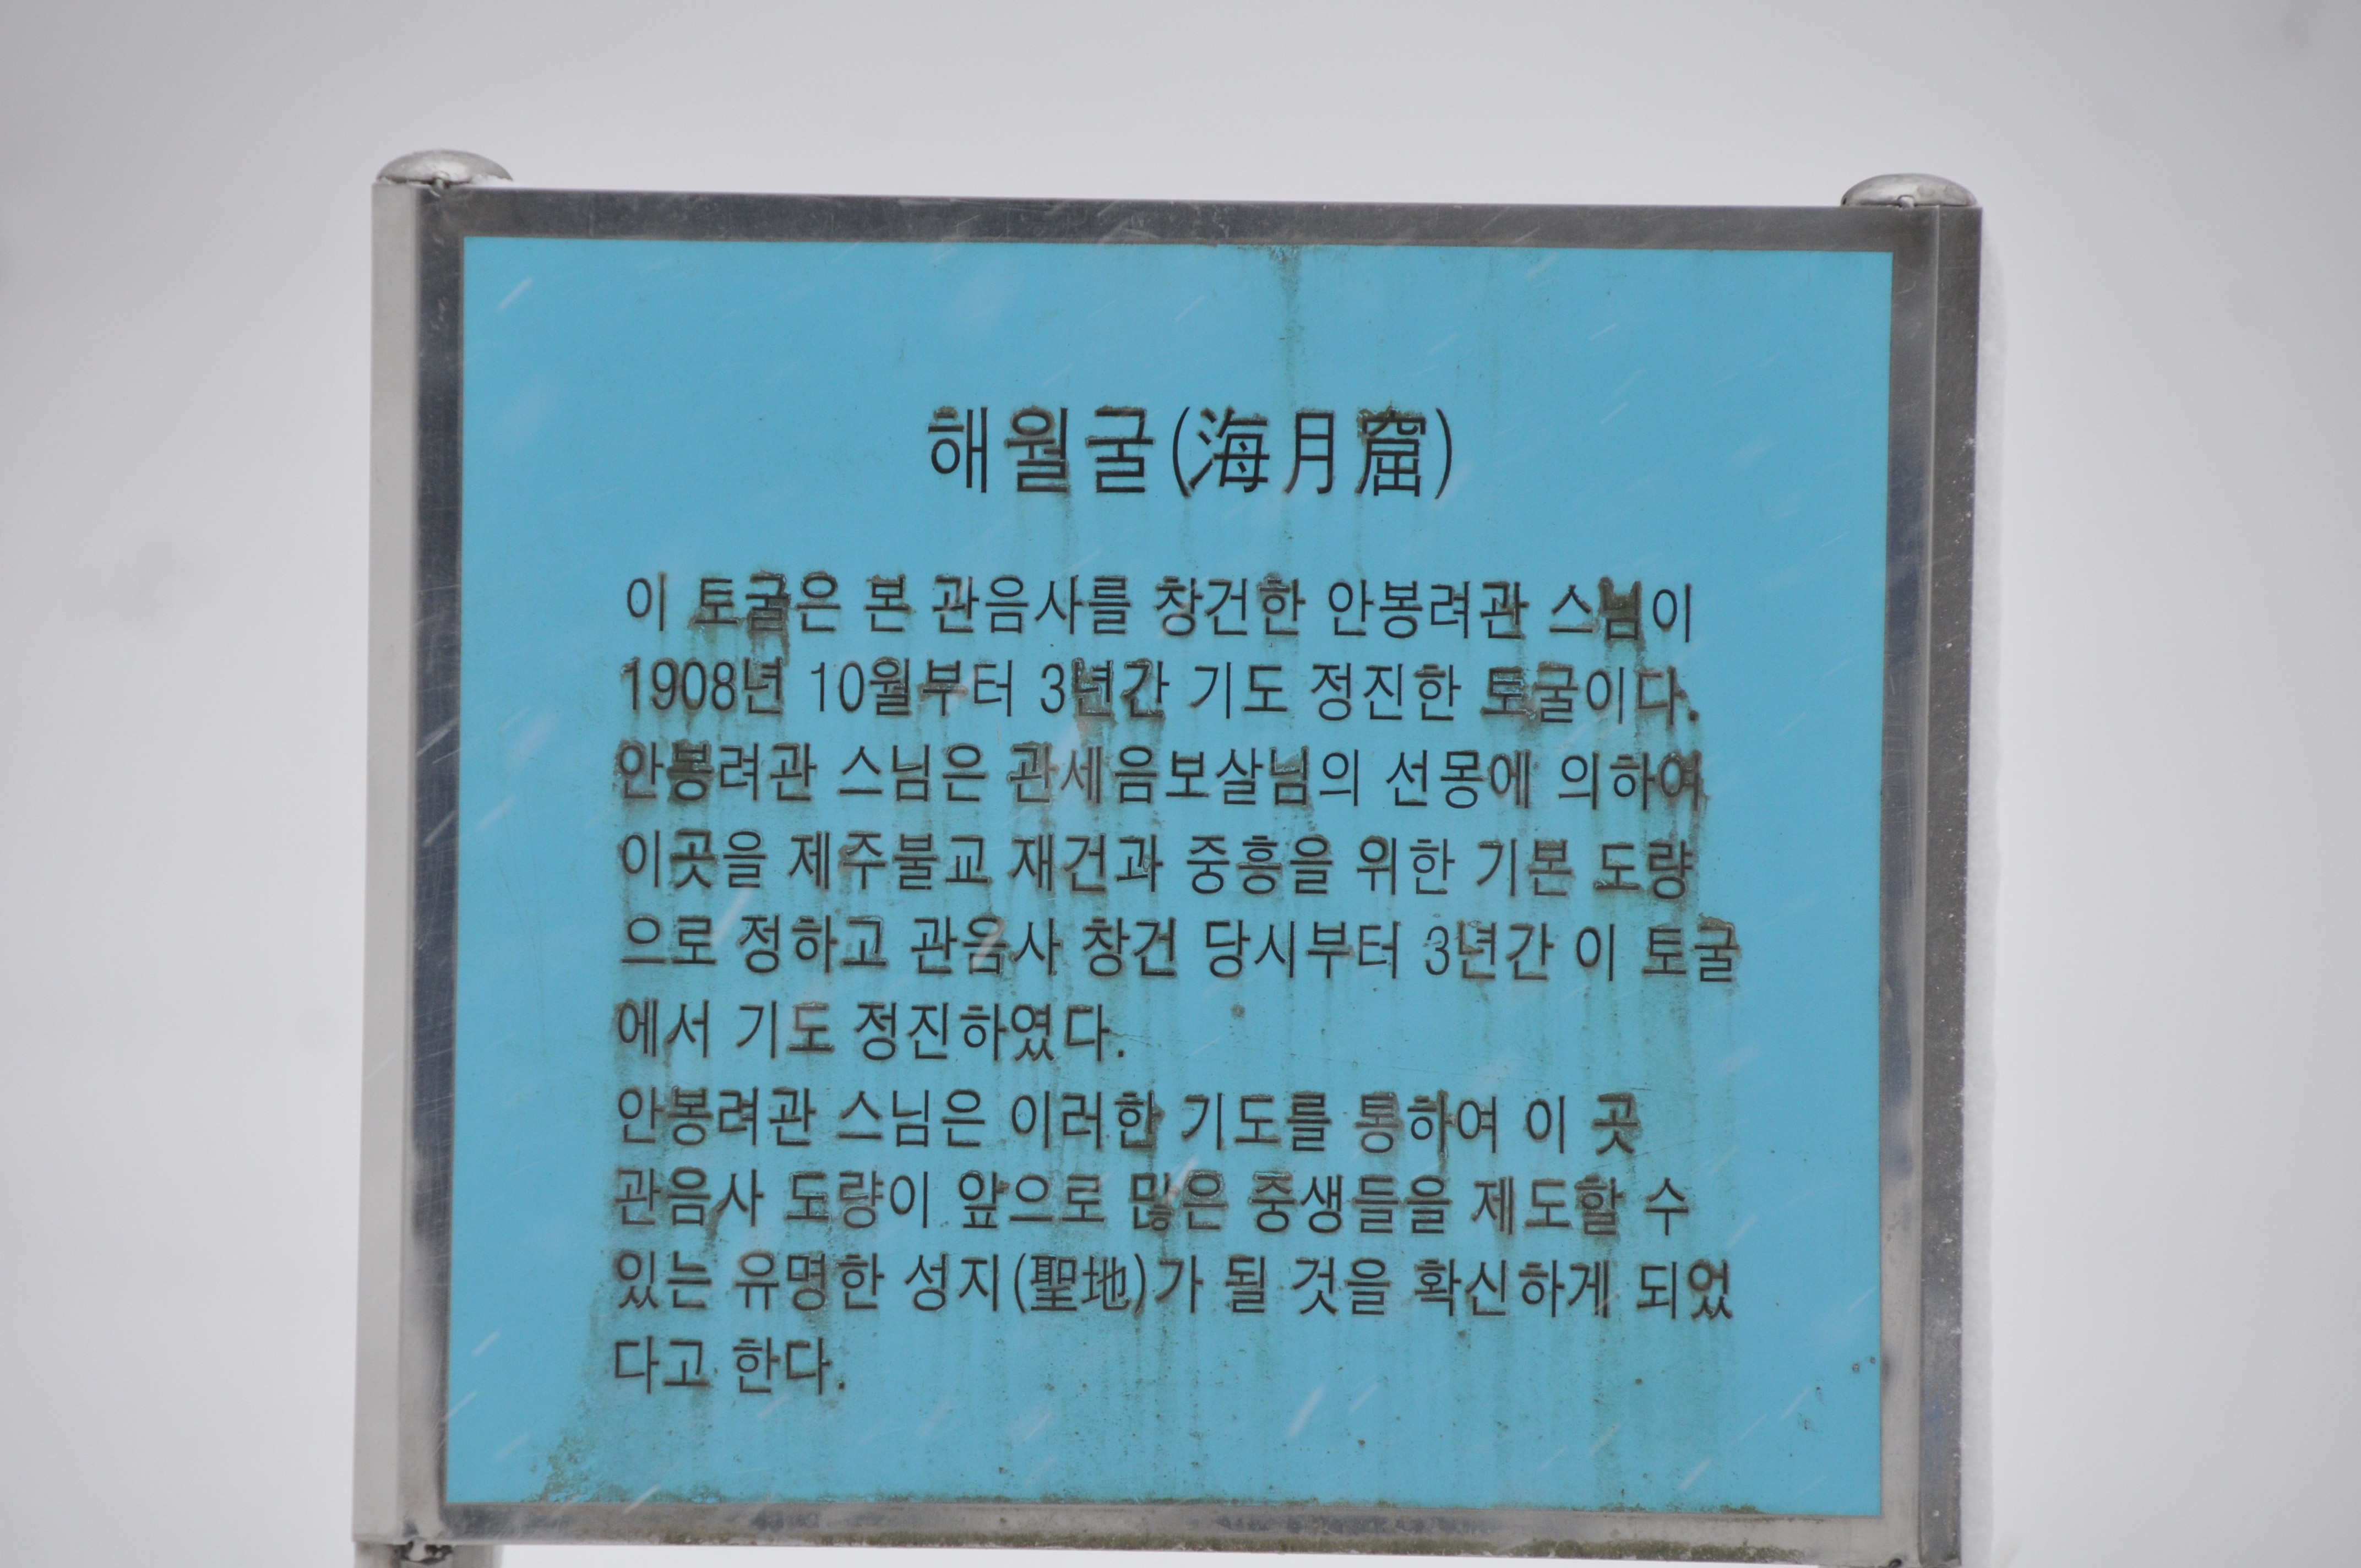 해월굴(海月窟)
이 토굴은 본 관음사를 창건한 안봉려관 스님이
1908년 10월부터 3년간 기도 정진한 토굴이다.
안봉려관 스님은 관세음보살님의 선몽에 의하여
이곳을 제주불교 재건과 중흥을 위한 기본 도량
으로 정하고 관음사 창건 당시부터 3년간 이 토굴
에서 기도 정진하였다.
안봉려관 스님은 이러한 기도를 통하여 이 곳
관음사 도량이 앞으로 많은 중생들을 제도할 수
있는 유명한 성지(聖地)가 될 것을 확신하게 되었
다고 한다.